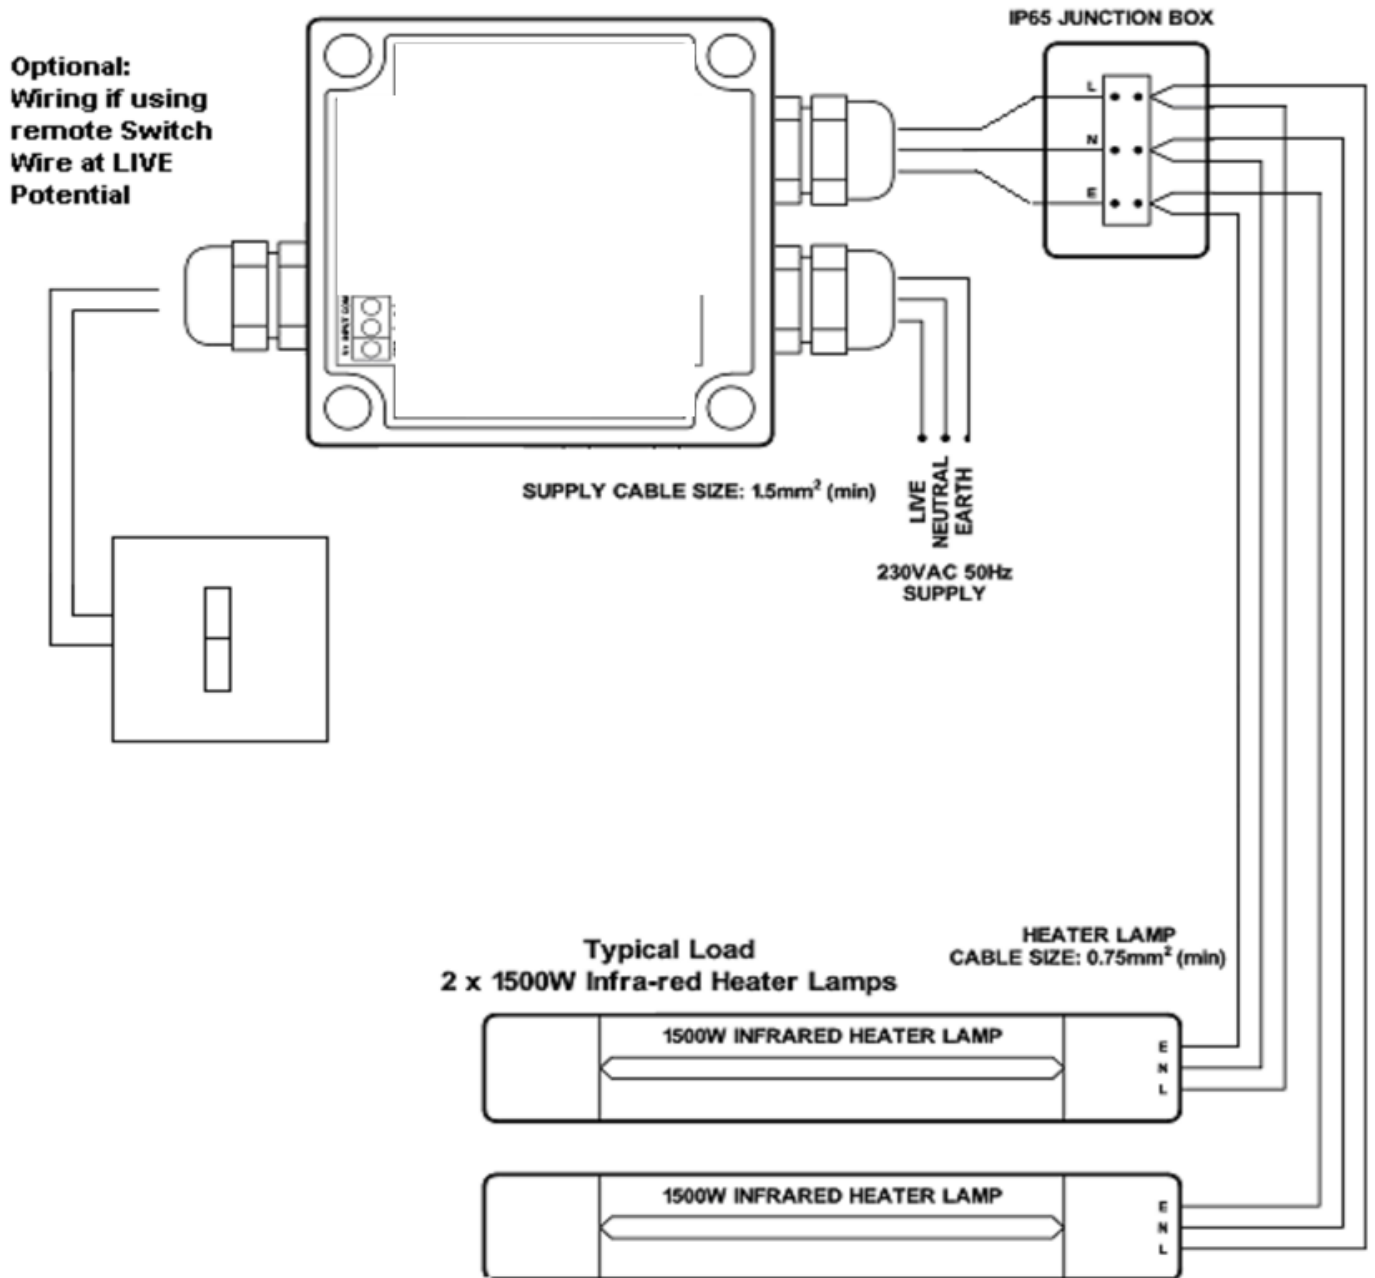 Optional:
Wiring if using
remote Switch
Wire at LIVE
Potential
IP65 JUNCTION BOX
L
N
E
INPUT COM
SUPPLY CABLE SIZE: 1.5mm² (min)
LIVE
NEUTRAL
EARTH
230VAC 50Hz
SUPPLY
Typical Load
2 x 1500W Infra-red Heater Lamps
HEATER LAMP
CABLE SIZE: 0.75mm² (min)
1500W INFRARED HEATER LAMP
E
N
L
1500W INFRARED HEATER LAMP
E
N
L